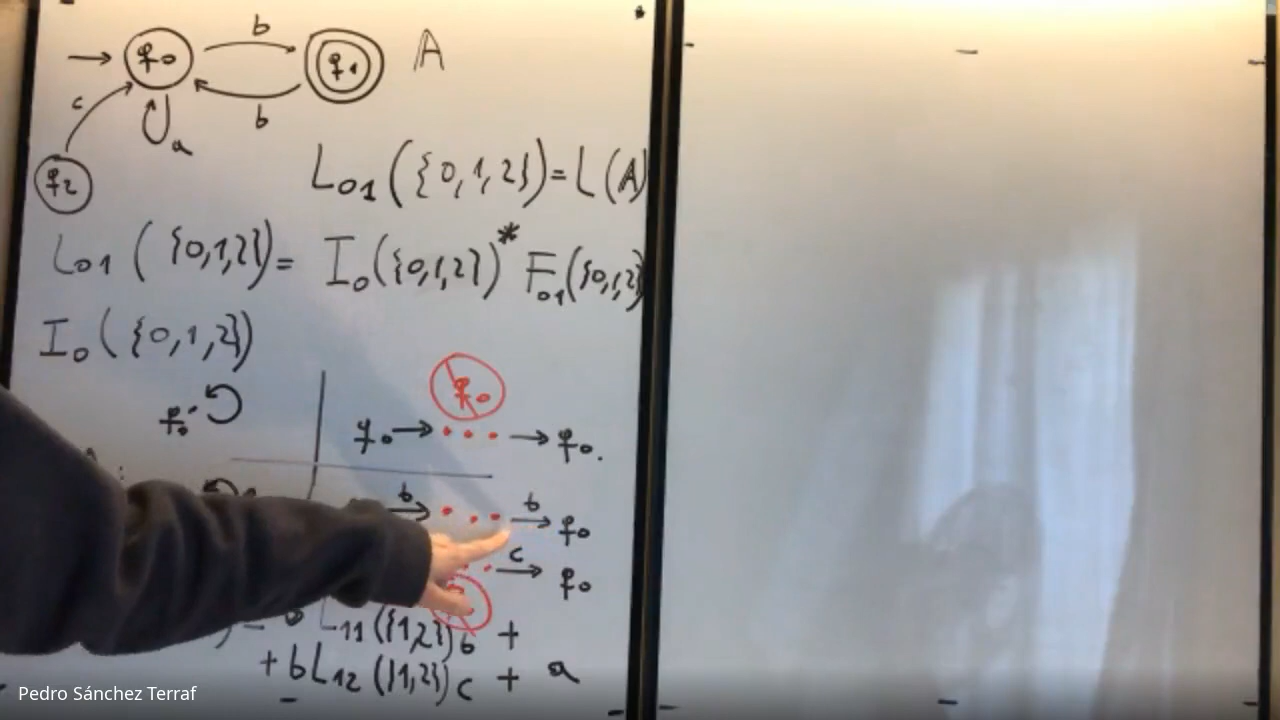 b
→ q₀ q₁ A
c b
a
q₂
L₀₁ ({0,1,2}) = L(A)
L₀₁ ({0,1,2}) = I₀({0,1,2})* F₀₁({0,1,2}
I₀ ({0,1,2})
q₀
q₀ q₀ → ... → q₀.
b → ... b → q₀
c → q₀
L₁₁ ({1,2}) b +
+ b L₁₂ ({1,2}) c + a
Pedro Sánchez Terraf